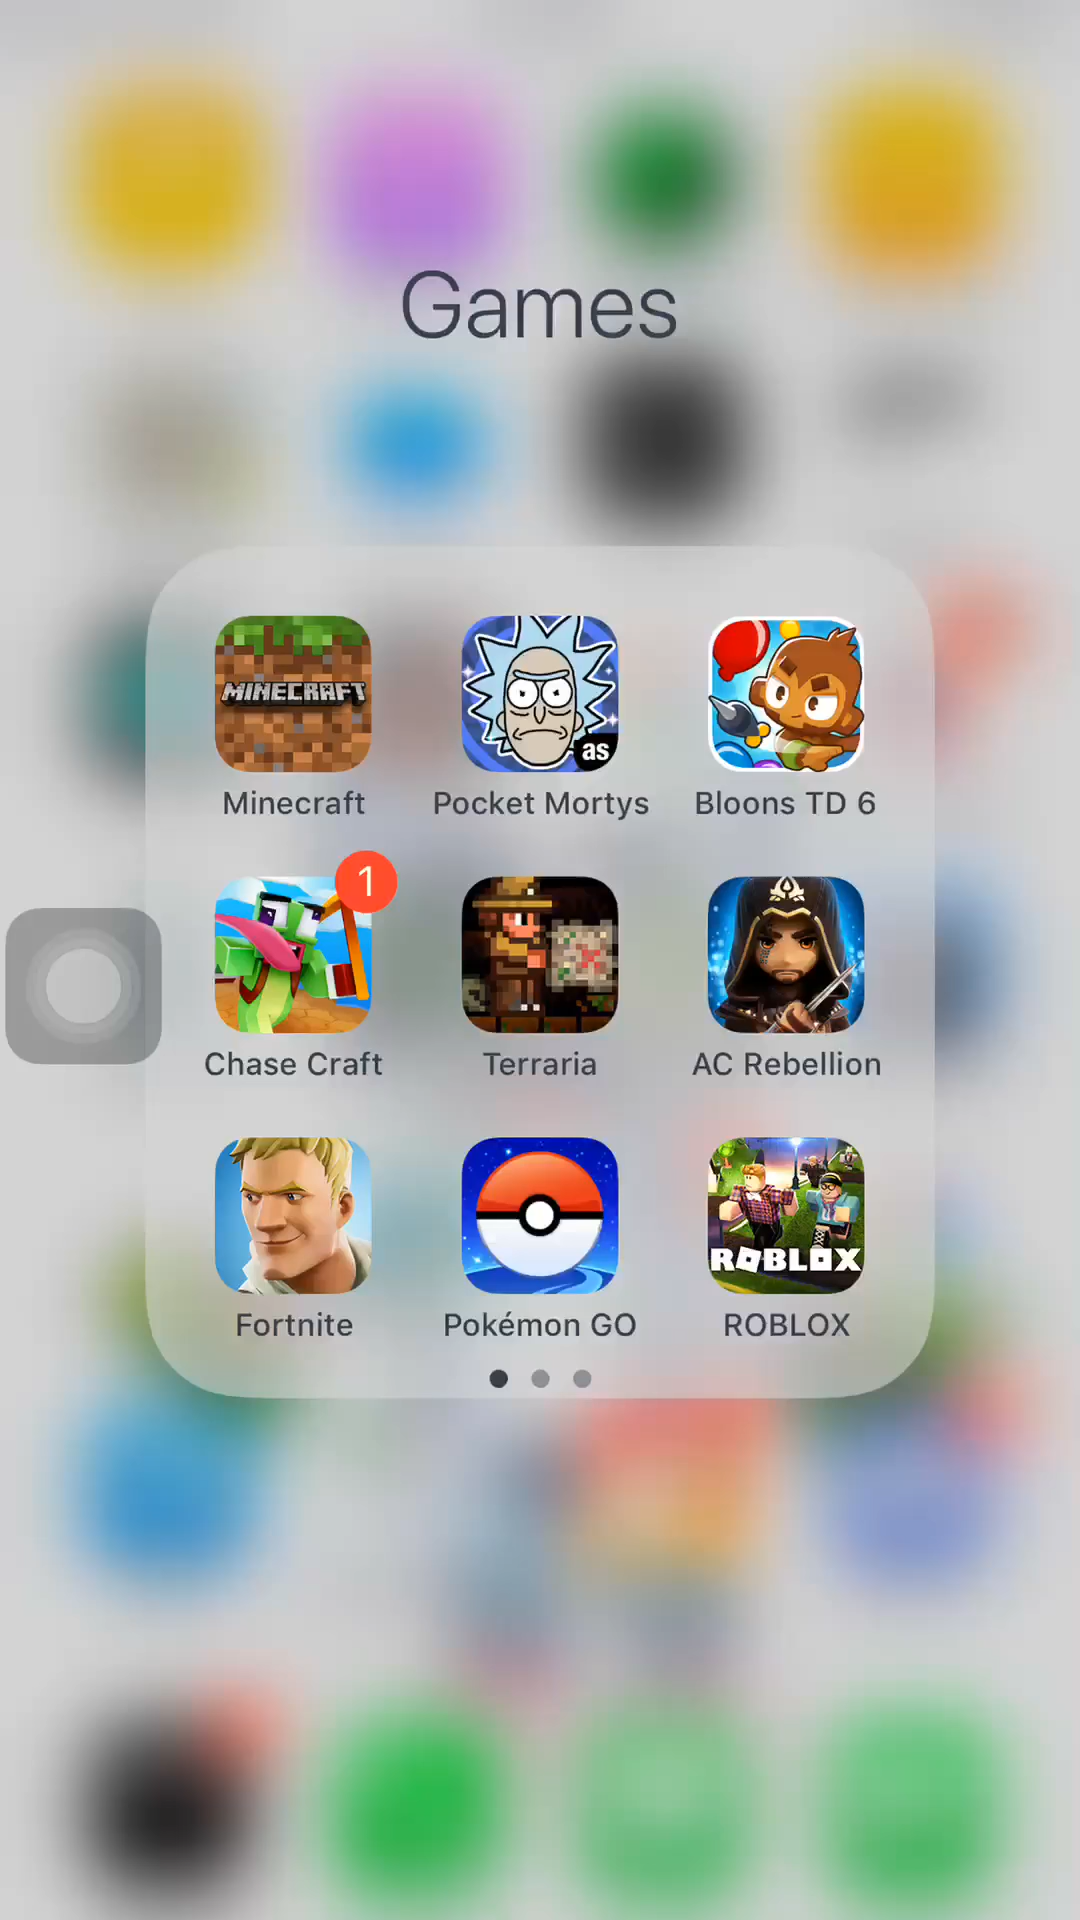 Games
MINECRAFT
as
Minecraft
Pocket Mortys
Bloons TD 6
1
Chase Craft
Terraria
AC Rebellion
ROBLOX
Fortnite
Pokémon GO
ROBLOX